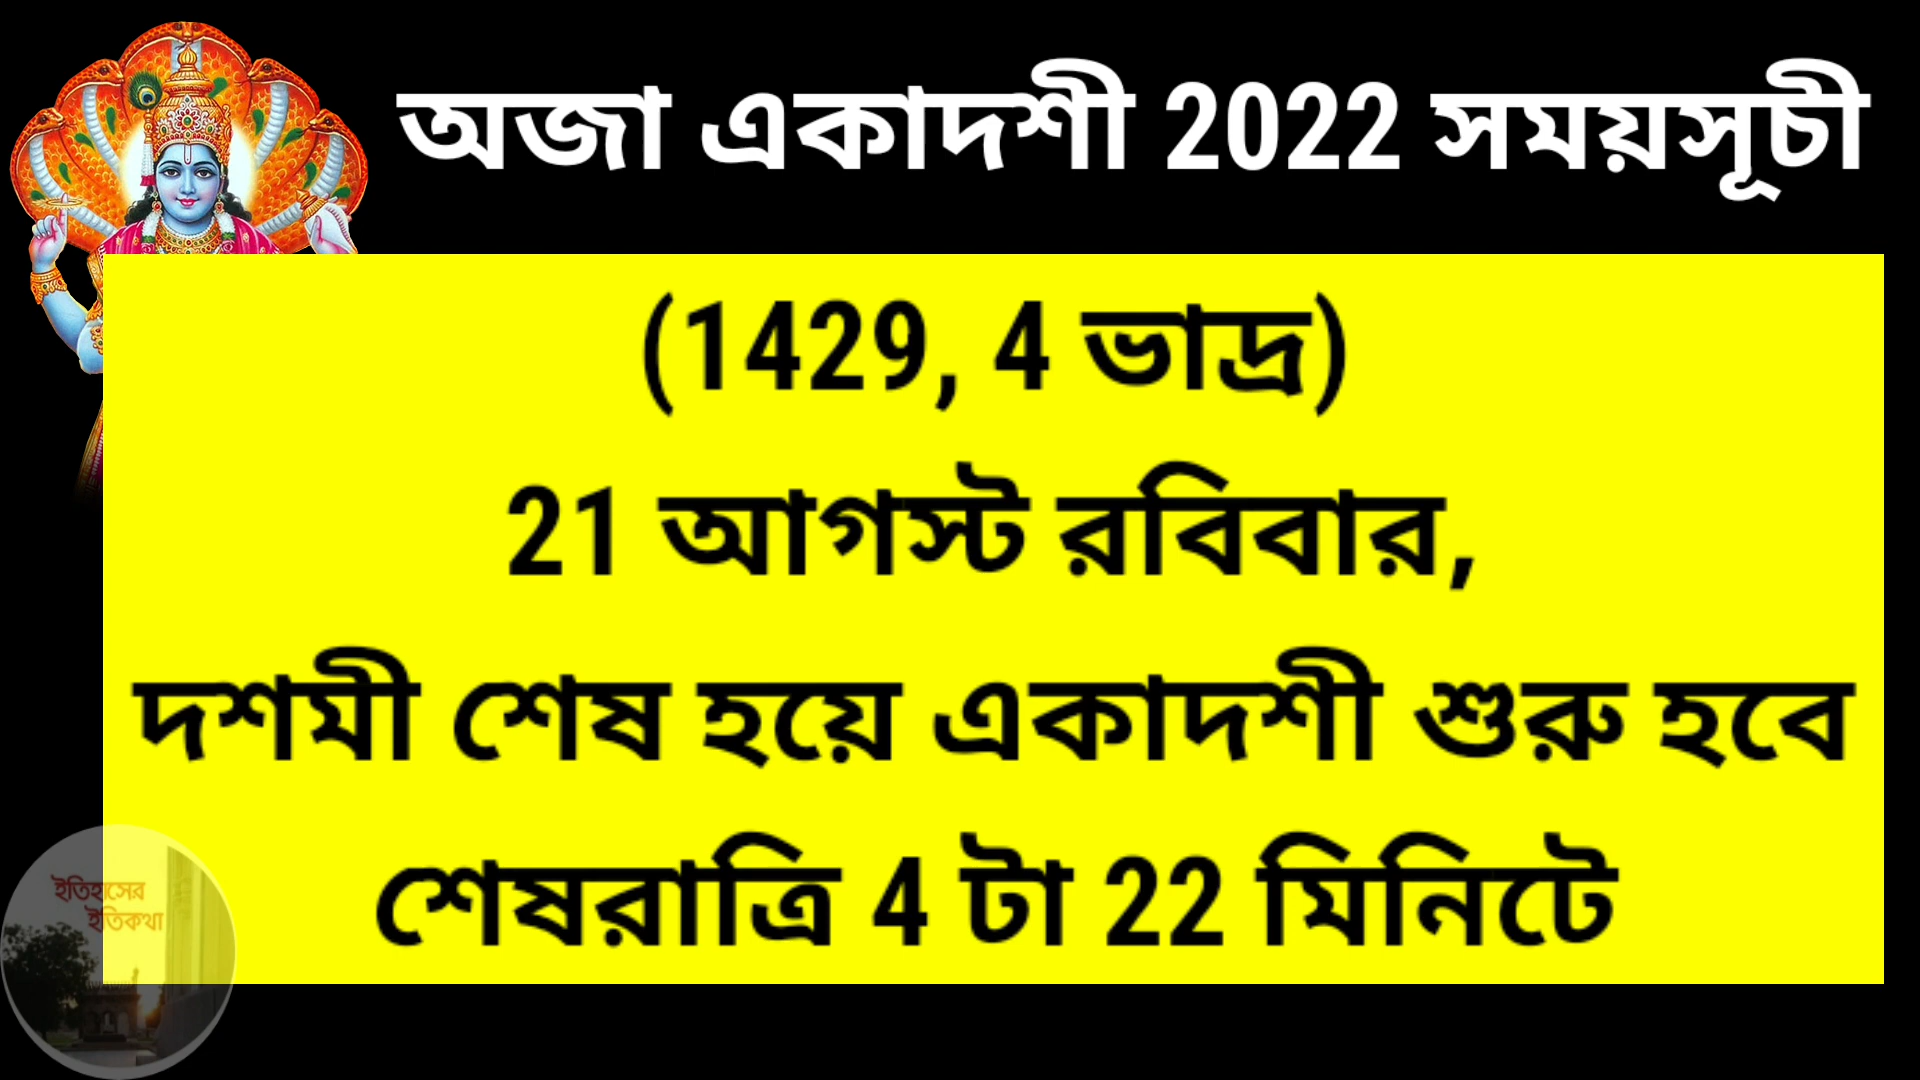 অজা একাদশী 2022 সময়সূচী
(1429, 4 ভাদ্র)
21 আগস্ট রবিবার,
দশমী শেষ হয়ে একাদশী শুরু হবে
শেষরাত্রি 4 টা 22 মিনিটে
ইতিহাসের
ইতিকথা